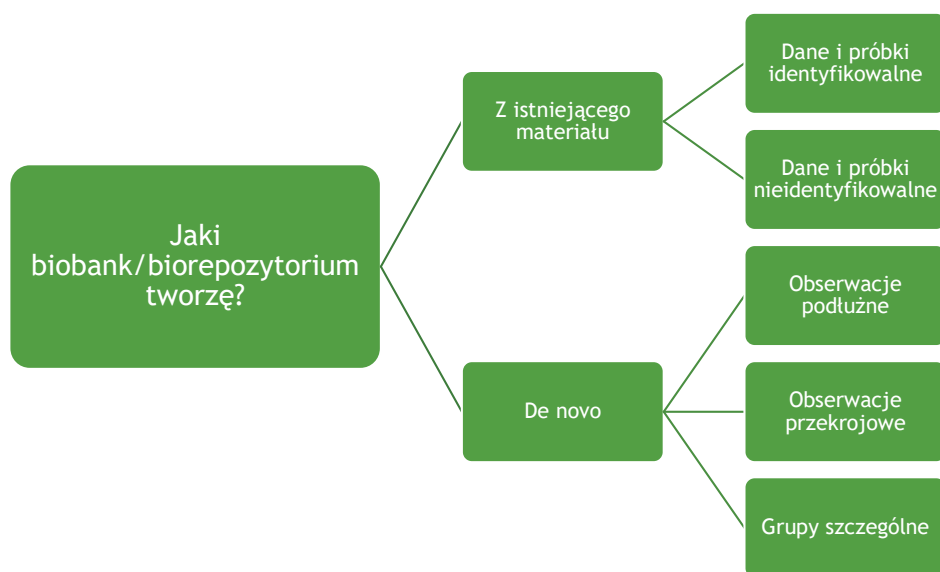 Jaki
biobank/biorepozytorium
tworzę?
Z istniejącego
materiału
Dane i próbki
identyfikowalne
Dane i próbki
nieidentyfikowalne
De novo
Obserwacje
podłużne
Obserwacje
przekrojowe
Grupy szczególne